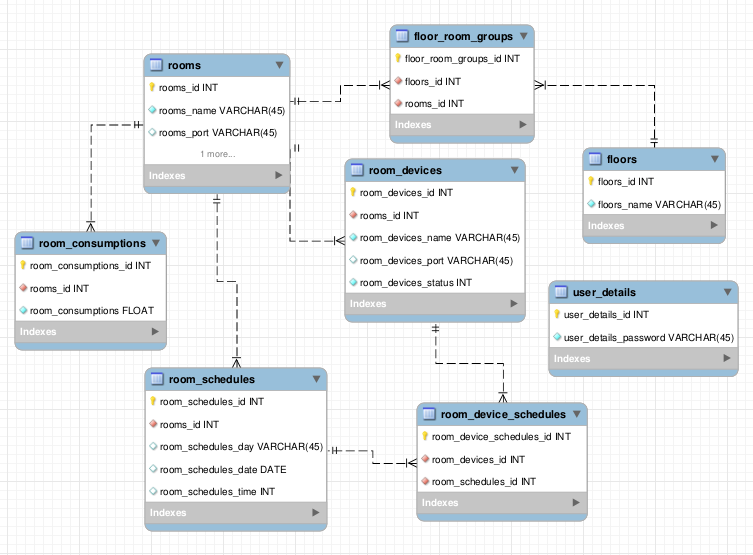 floor_room_groups
floor_room_groups_id INT
floors_id INT
rooms_id INT
Indexes
rooms
rooms_id INT
rooms_name VARCHAR(45)
rooms_port VARCHAR(45)
1 more...
Indexes
floors
floors_id INT
floors_name VARCHAR(45)
Indexes
room_devices
room_devices_id INT
rooms_id INT
room_devices_name VARCHAR(45)
room_devices_port VARCHAR(45)
room_devices_status INT
Indexes
room_consumptions
room_consumptions_id INT
rooms_id INT
room_consumptions FLOAT
Indexes
user_details
user_details_id INT
user_details_password VARCHAR(45)
Indexes
room_schedules
room_schedules_id INT
rooms_id INT
room_schedules_day VARCHAR(45)
room_schedules_date DATE
room_schedules_time INT
Indexes
room_device_schedules
room_device_schedules_id INT
room_devices_id INT
room_schedules_id INT
Indexes